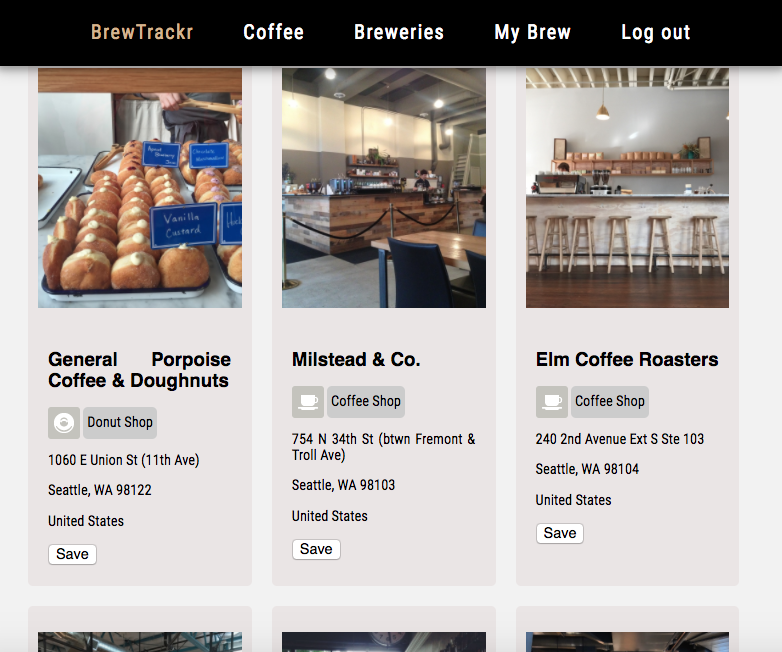 BrewTrackr Coffee Breweries My Brew Log out
Vanilla
Custard
General Porpoise
Coffee & Doughnuts
Donut Shop
1060 E Union St (11th Ave)
Seattle, WA 98122
United States
Save
Milstead & Co.
Coffee Shop
754 N 34th St (btwn Fremont &
Troll Ave)
Seattle, WA 98103
United States
Save
Elm Coffee Roasters
Coffee Shop
240 2nd Avenue Ext S Ste 103
Seattle, WA 98104
United States
Save